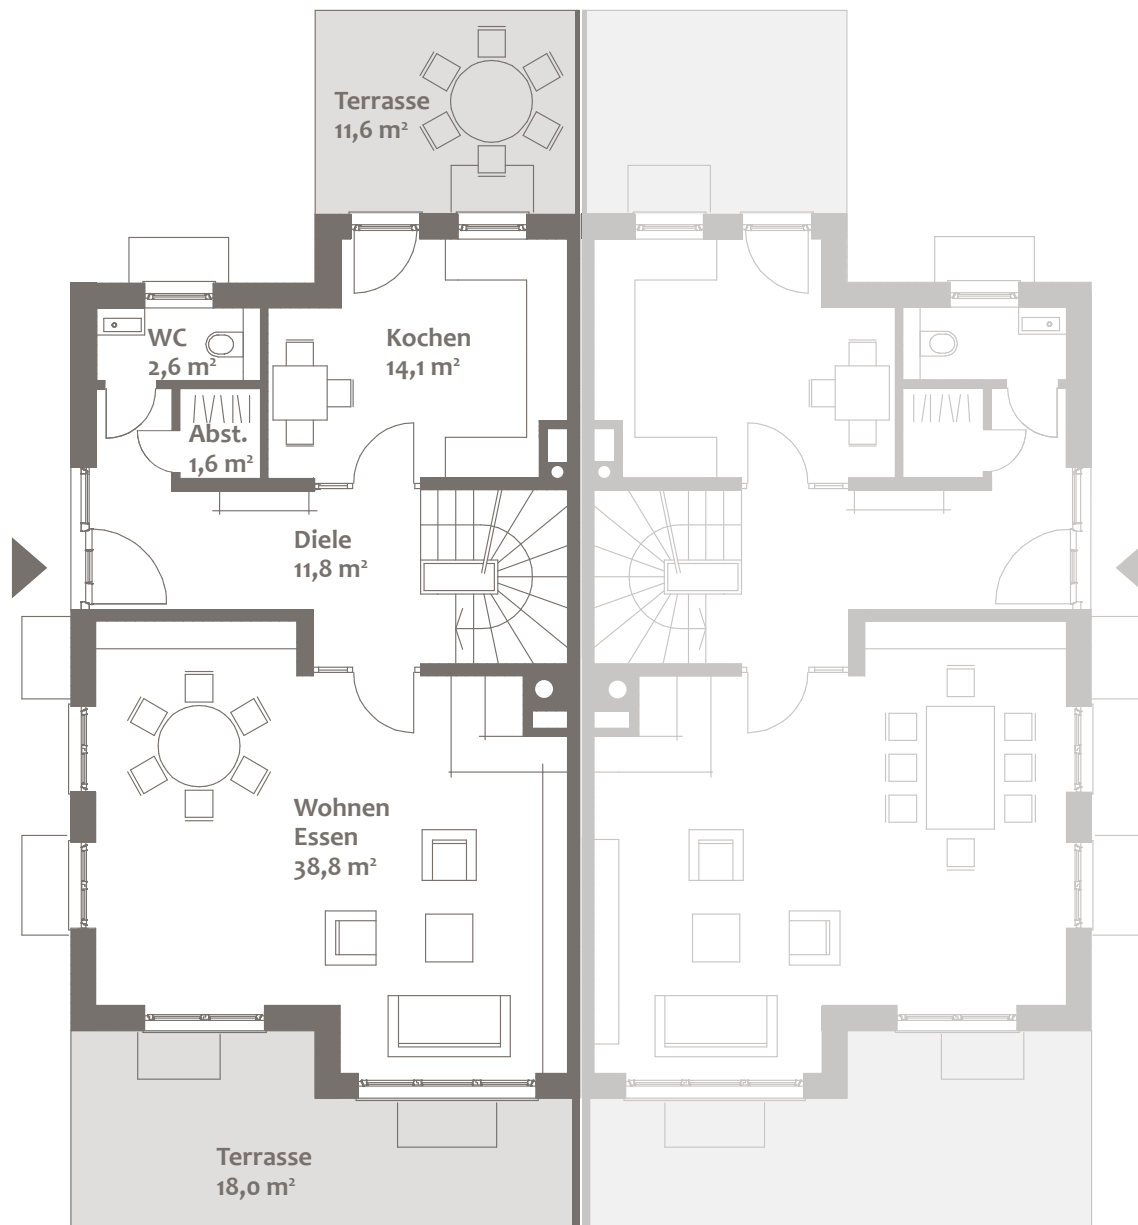 Terrasse
11,6 m²
WC
2,6 m²
Kochen
14,1 m²
Abst.
1,6 m²
Diele
11,8 m²
Wohnen
Essen
38,8 m²
Terrasse
18,0 m²